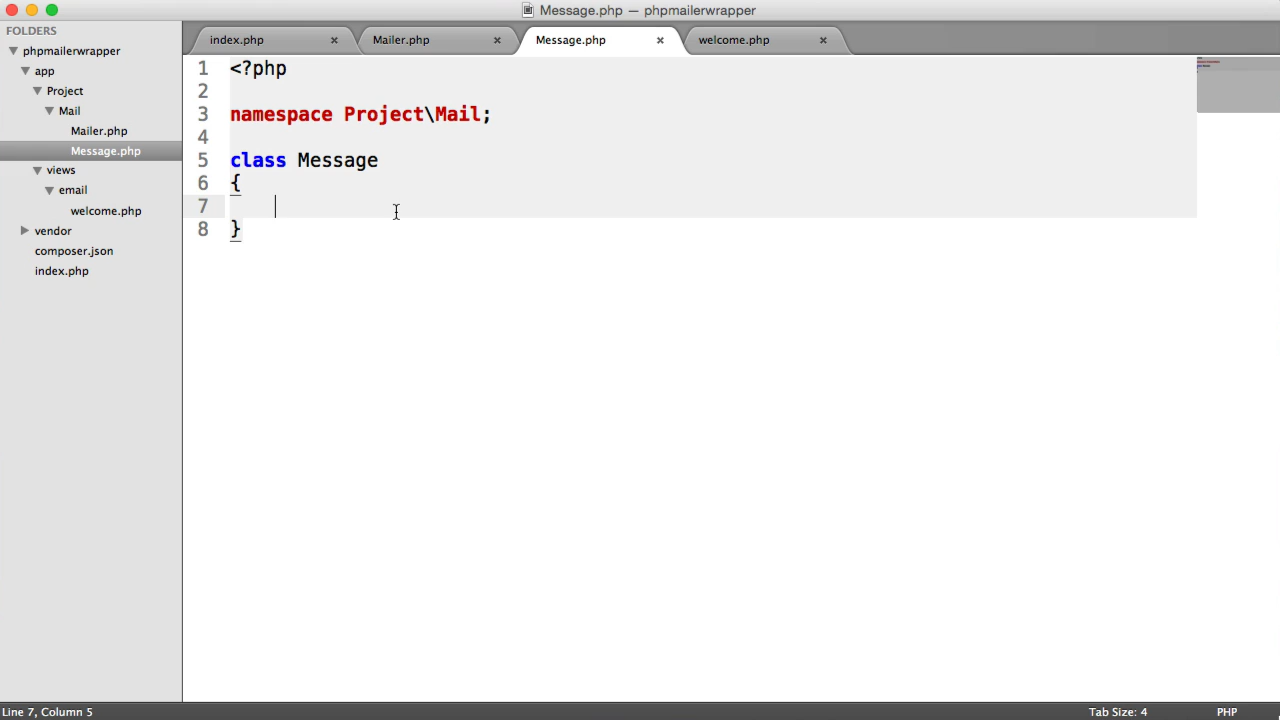 Message.php — phpmailerwrapper
FOLDERS
phpmailerwrapper
app
Project
Mail
Mailer.php
Message.php
views
email
welcome.php
vendor
composer.json
index.php
index.php × Mailer.php × Message.php × welcome.php ×
1 <?php
2
3 namespace Project\Mail;
4
5 class Message
6 {
7
8 }
Line 7, Column 5 Tab Size: 4 PHP